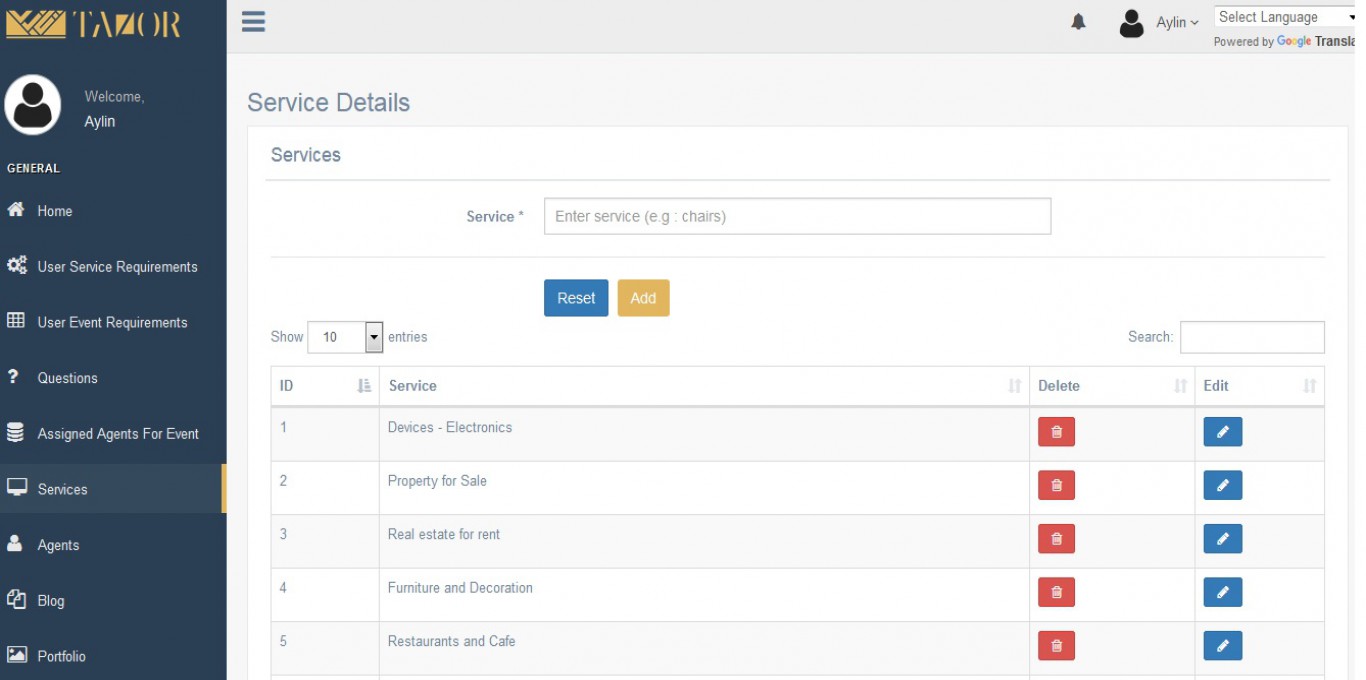 TAZOR
Aylin
Select Language
Powered by Google Transla
Welcome,
Aylin
GENERAL
Home
User Service Requirements
User Event Requirements
Questions
Assigned Agents For Event
Services
Agents
Blog
Portfolio
Service Details
Services
Service * Enter service (e.g : chairs)
Reset Add
Show 10 entries Search:
ID Service Delete Edit
1 Devices - Electronics
2 Property for Sale
3 Real estate for rent
4 Furniture and Decoration
5 Restaurants and Cafe